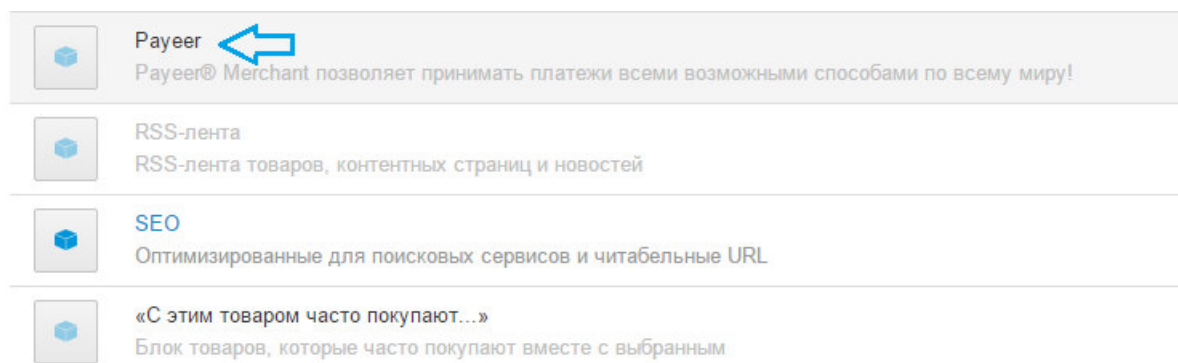 Payeer
Payeer® Merchant позволяет принимать платежи всеми возможными способами по всему миру!
RSS-лента
RSS-лента товаров, контентных страниц и новостей
SEO
Оптимизированные для поисковых сервисов и читабельные URL
«С этим товаром часто покупают...»
Блок товаров, которые часто покупают вместе с выбранным